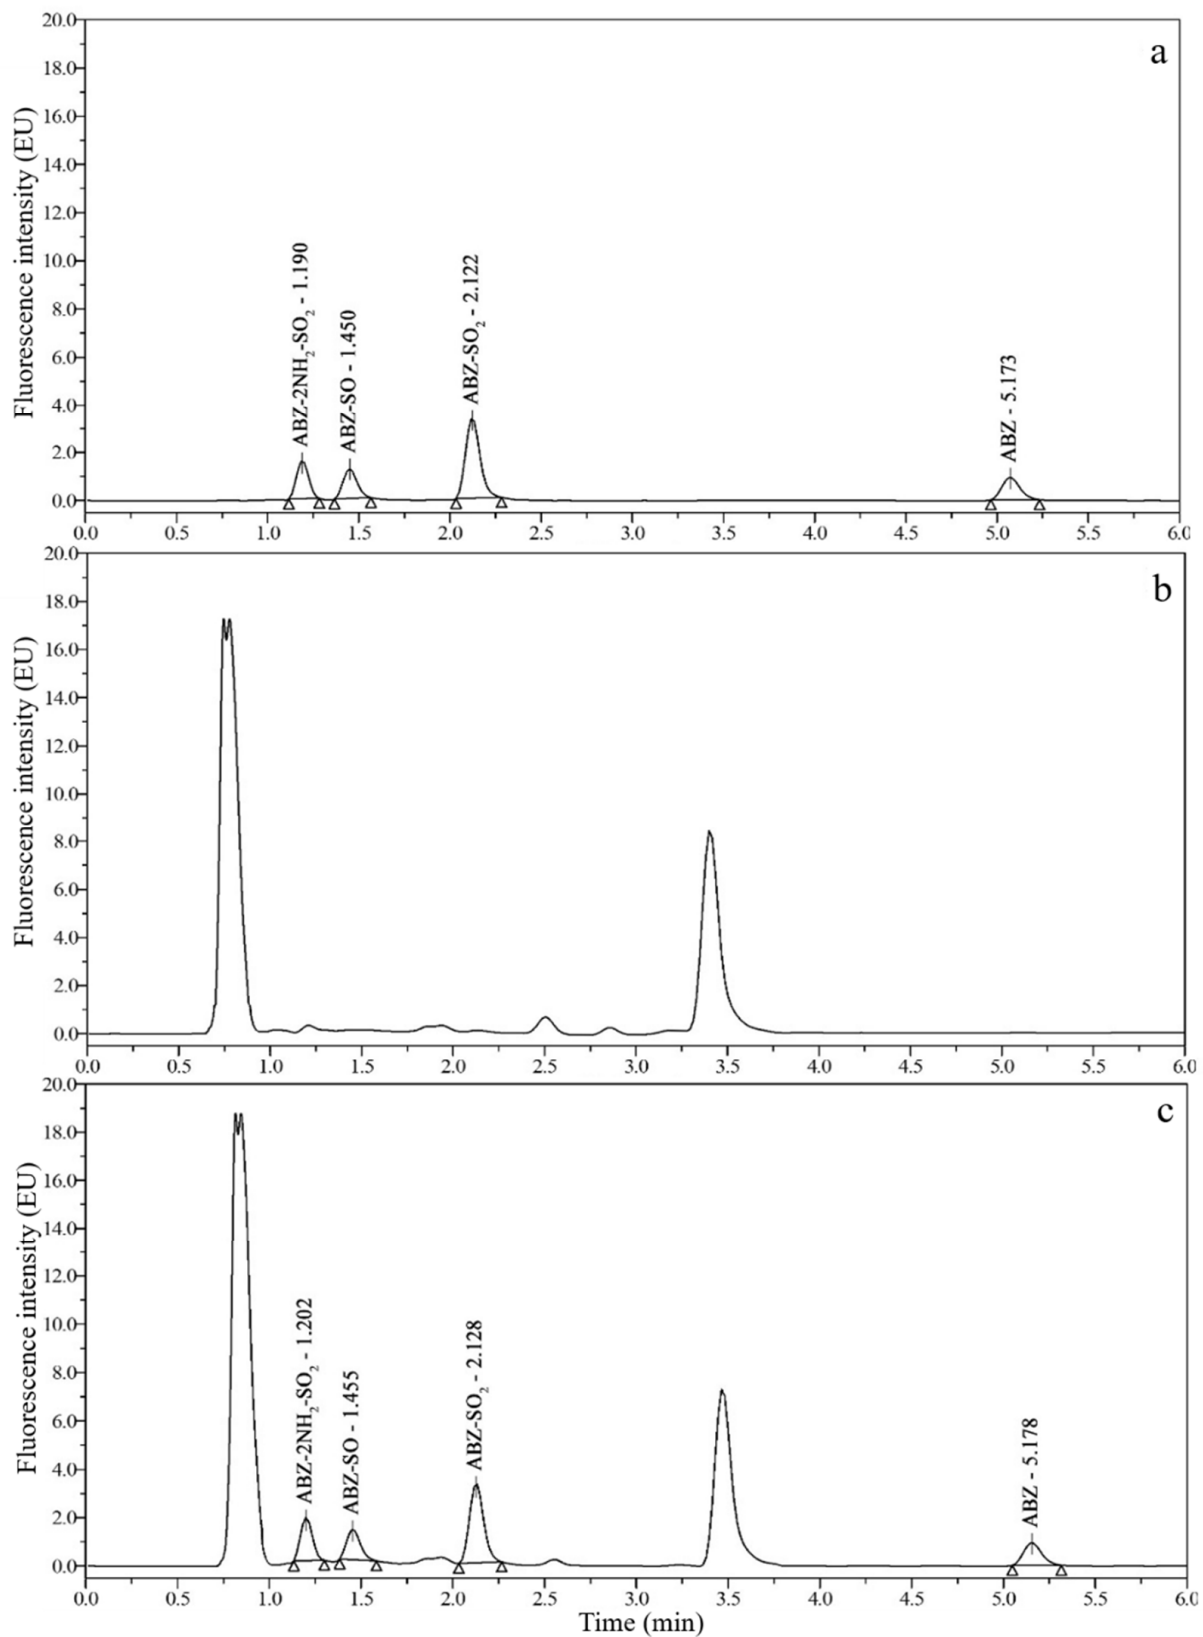 a
Fluorescence intensity (EU)
20.0
18.0
16.0
14.0
12.0
10.0
8.0
6.0
4.0
2.0
0.0
ABZ-2NH₂-SO₂ - 1.190
ABZ-SO - 1.450
ABZ-SO₂ - 2.122
ABZ - 5.173
0.0 0.5 1.0 1.5 2.0 2.5 3.0 3.5 4.0 4.5 5.0 5.5 6.0
b
Fluorescence intensity (EU)
20.0
18.0
16.0
14.0
12.0
10.0
8.0
6.0
4.0
2.0
0.0
0.0 0.5 1.0 1.5 2.0 2.5 3.0 3.5 4.0 4.5 5.0 5.5 6.0
c
Fluorescence intensity (EU)
20.0
18.0
16.0
14.0
12.0
10.0
8.0
6.0
4.0
2.0
0.0
ABZ-2NH₂-SO₂ - 1.202
ABZ-SO - 1.455
ABZ-SO₂ - 2.128
ABZ - 5.178
0.0 0.5 1.0 1.5 2.0 2.5 3.0 3.5 4.0 4.5 5.0 5.5 6.0
Time (min)